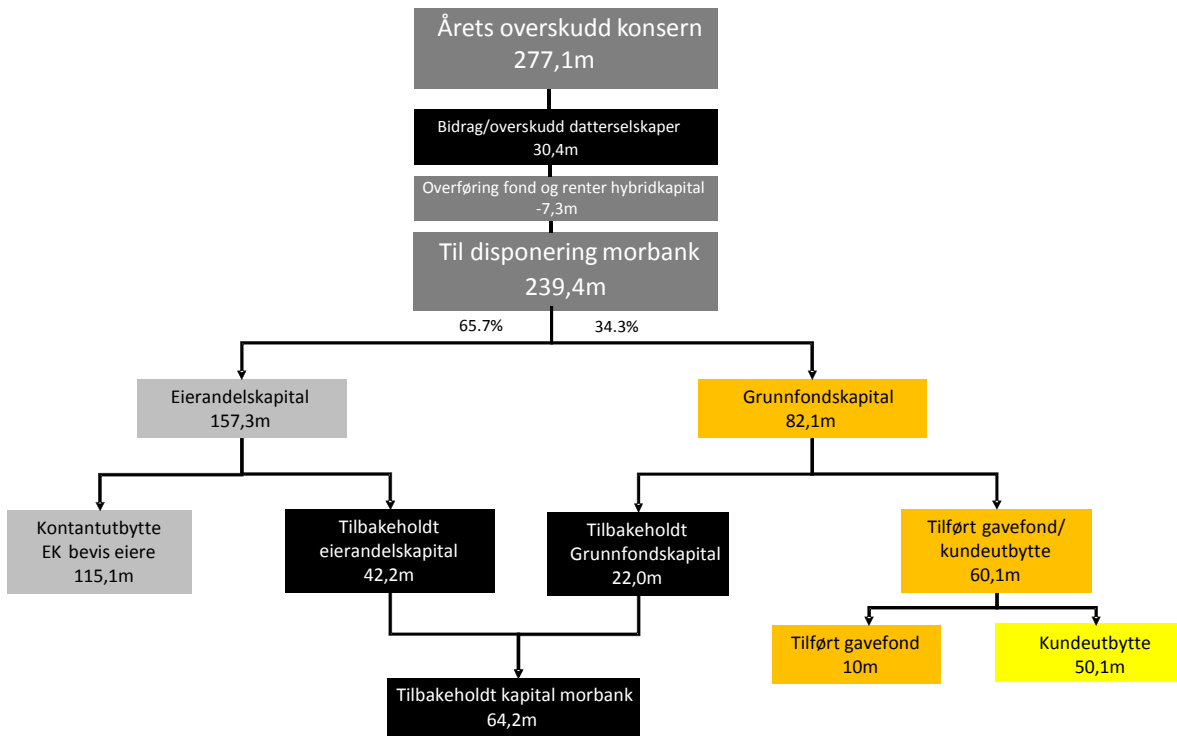 Årets overskudd konsern
277,1m
Bidrag/overskudd datterselskaper
30,4m
Overføring fond og renter hybridkapital
-7,3m
Til disponering morbank
239,4m
65.7%
34.3%
Eierandelskapital
157,3m
Grunnfondskapital
82,1m
Kontantutbytte
EK bevis eiere
115,1m
Tilbakeholdt
eierandelskapital
42,2m
Tilbakeholdt
Grunnfondskapital
22,0m
Tilført gavefond/
kundeutbytte
60,1m
Tilført gavefond
10m
Kundeutbytte
50,1m
Tilbakeholdt kapital morbank
64,2m